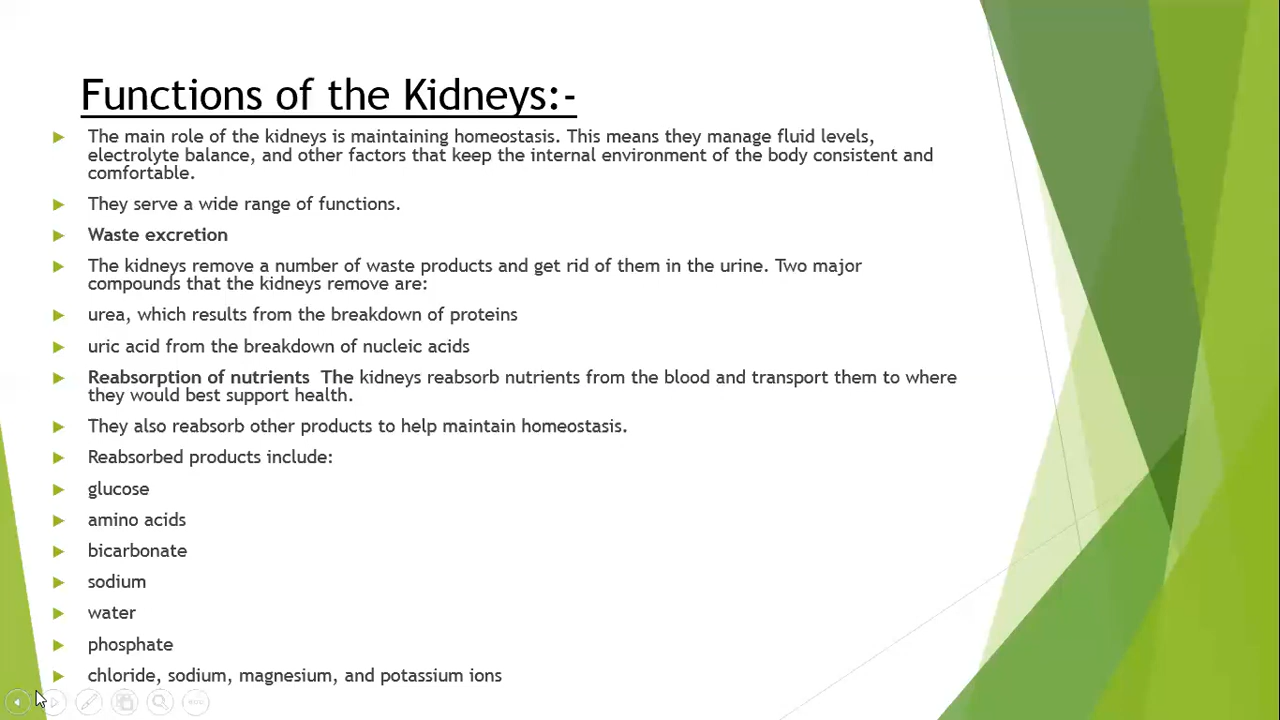 Functions of the Kidneys:-
The main role of the kidneys is maintaining homeostasis. This means they manage fluid levels,
electrolyte balance, and other factors that keep the internal environment of the body consistent and
comfortable.
They serve a wide range of functions.
Waste excretion
The kidneys remove a number of waste products and get rid of them in the urine. Two major
compounds that the kidneys remove are:
urea, which results from the breakdown of proteins
uric acid from the breakdown of nucleic acids
Reabsorption of nutrients  The kidneys reabsorb nutrients from the blood and transport them to where
they would best support health.
They also reabsorb other products to help maintain homeostasis.
Reabsorbed products include:
glucose
amino acids
bicarbonate
sodium
water
phosphate
chloride, sodium, magnesium, and potassium ions